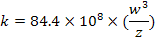 k = 84.4 × 10⁸ × (w³/z)